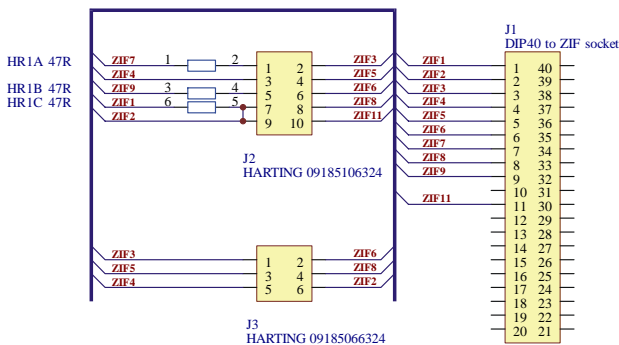 J1
DIP40 to ZIF socket
HR1A 47R ZIF7 1 2 1 2 ZIF3 ZIF1 1 40
ZIF4 3 4 ZIF5 ZIF2 2 39
HR1B 47R ZIF9 3 4 5 6 ZIF6 ZIF3 3 38
HR1C 47R ZIF1 6 5 7 8 ZIF8 ZIF4 4 37
ZIF2 9 10 ZIF11 ZIF5 5 36
ZIF6 6 35
ZIF7 7 34
J2 ZIF8 8 33
HARTING 09185106324 ZIF9 9 32
10 31
ZIF11 11 30
12 29
13 28
ZIF3 1 2 ZIF6 14 27
ZIF5 3 4 ZIF8 15 26
ZIF4 5 6 ZIF2 16 25
17 24
18 23
J3 19 22
HARTING 09185066324 20 21